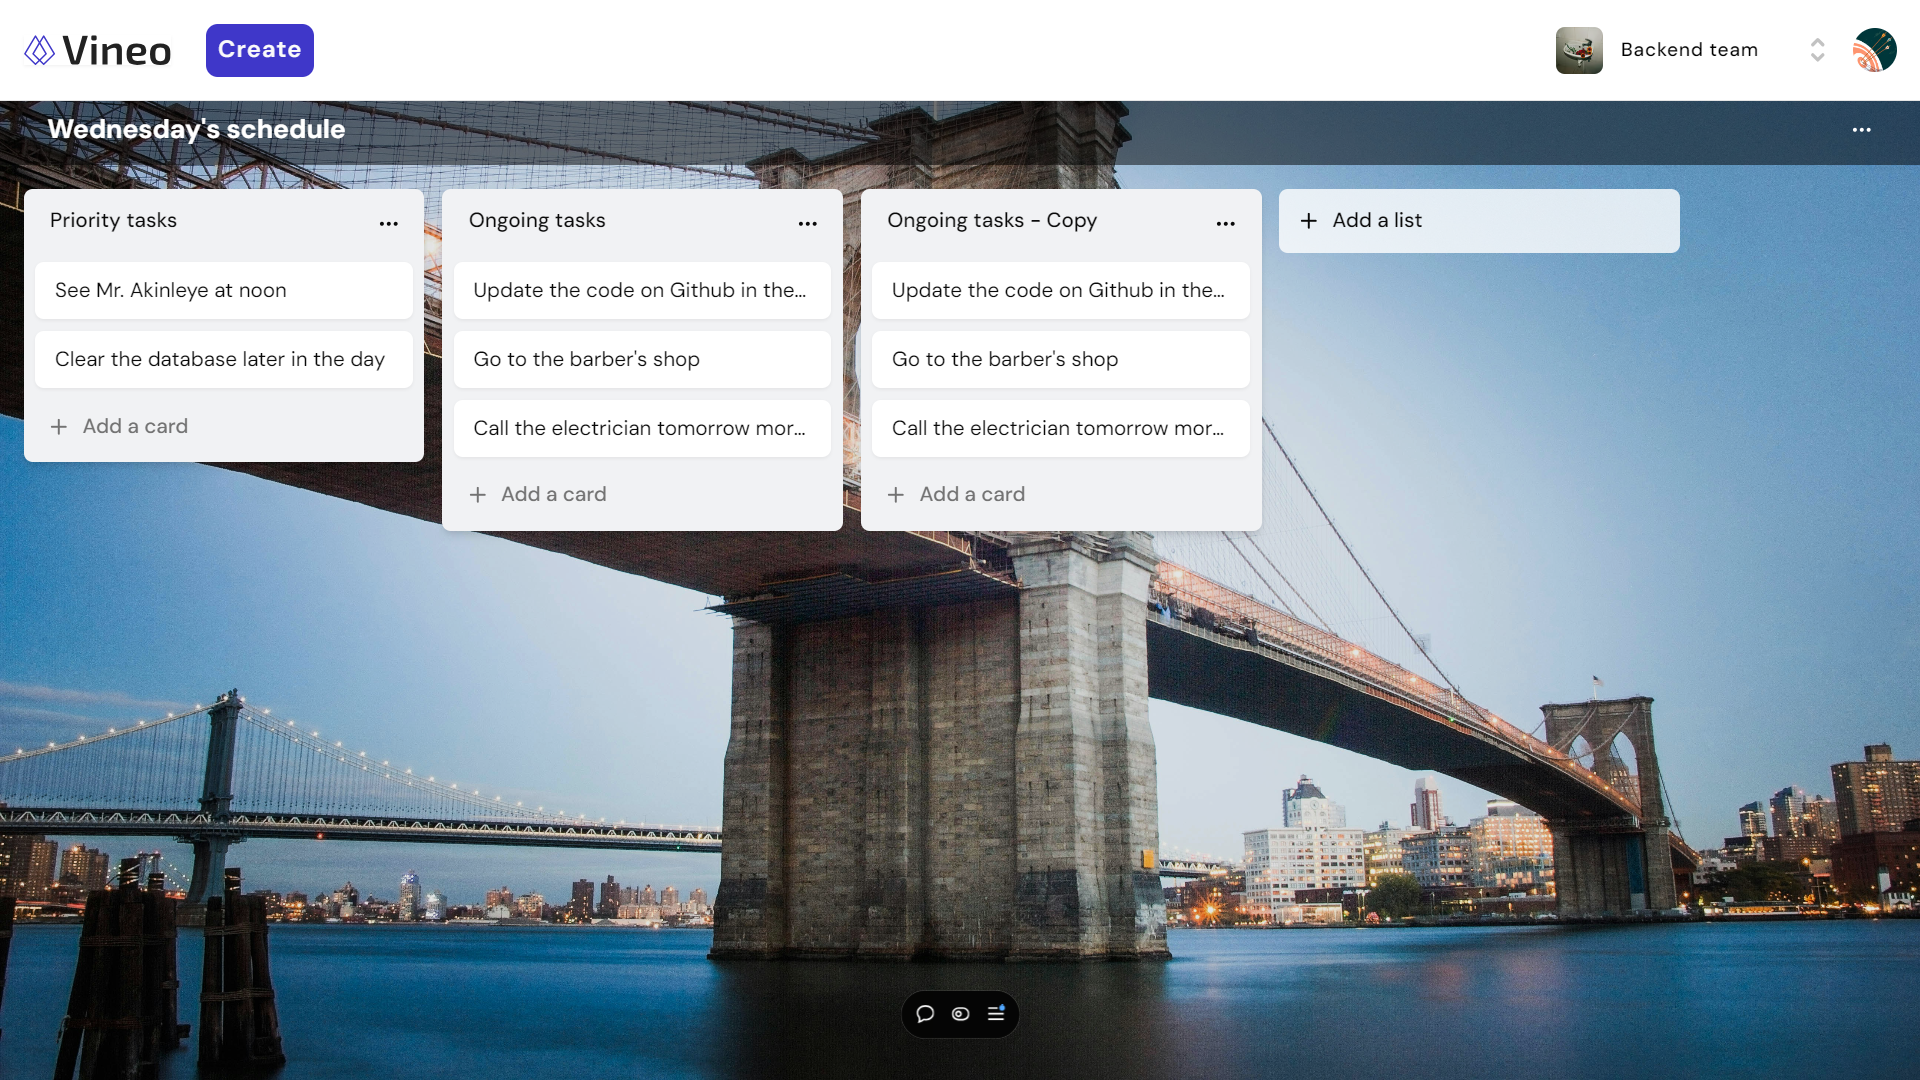 Vineo
Create
Backend team
Wednesday's schedule
Priority tasks
See Mr. Akinleye at noon
Clear the database later in the day
Add a card
Ongoing tasks
Update the code on Github in the...
Go to the barber's shop
Call the electrician tomorrow mor...
Add a card
Ongoing tasks - Copy
Update the code on Github in the...
Go to the barber's shop
Call the electrician tomorrow mor...
Add a card
Add a list